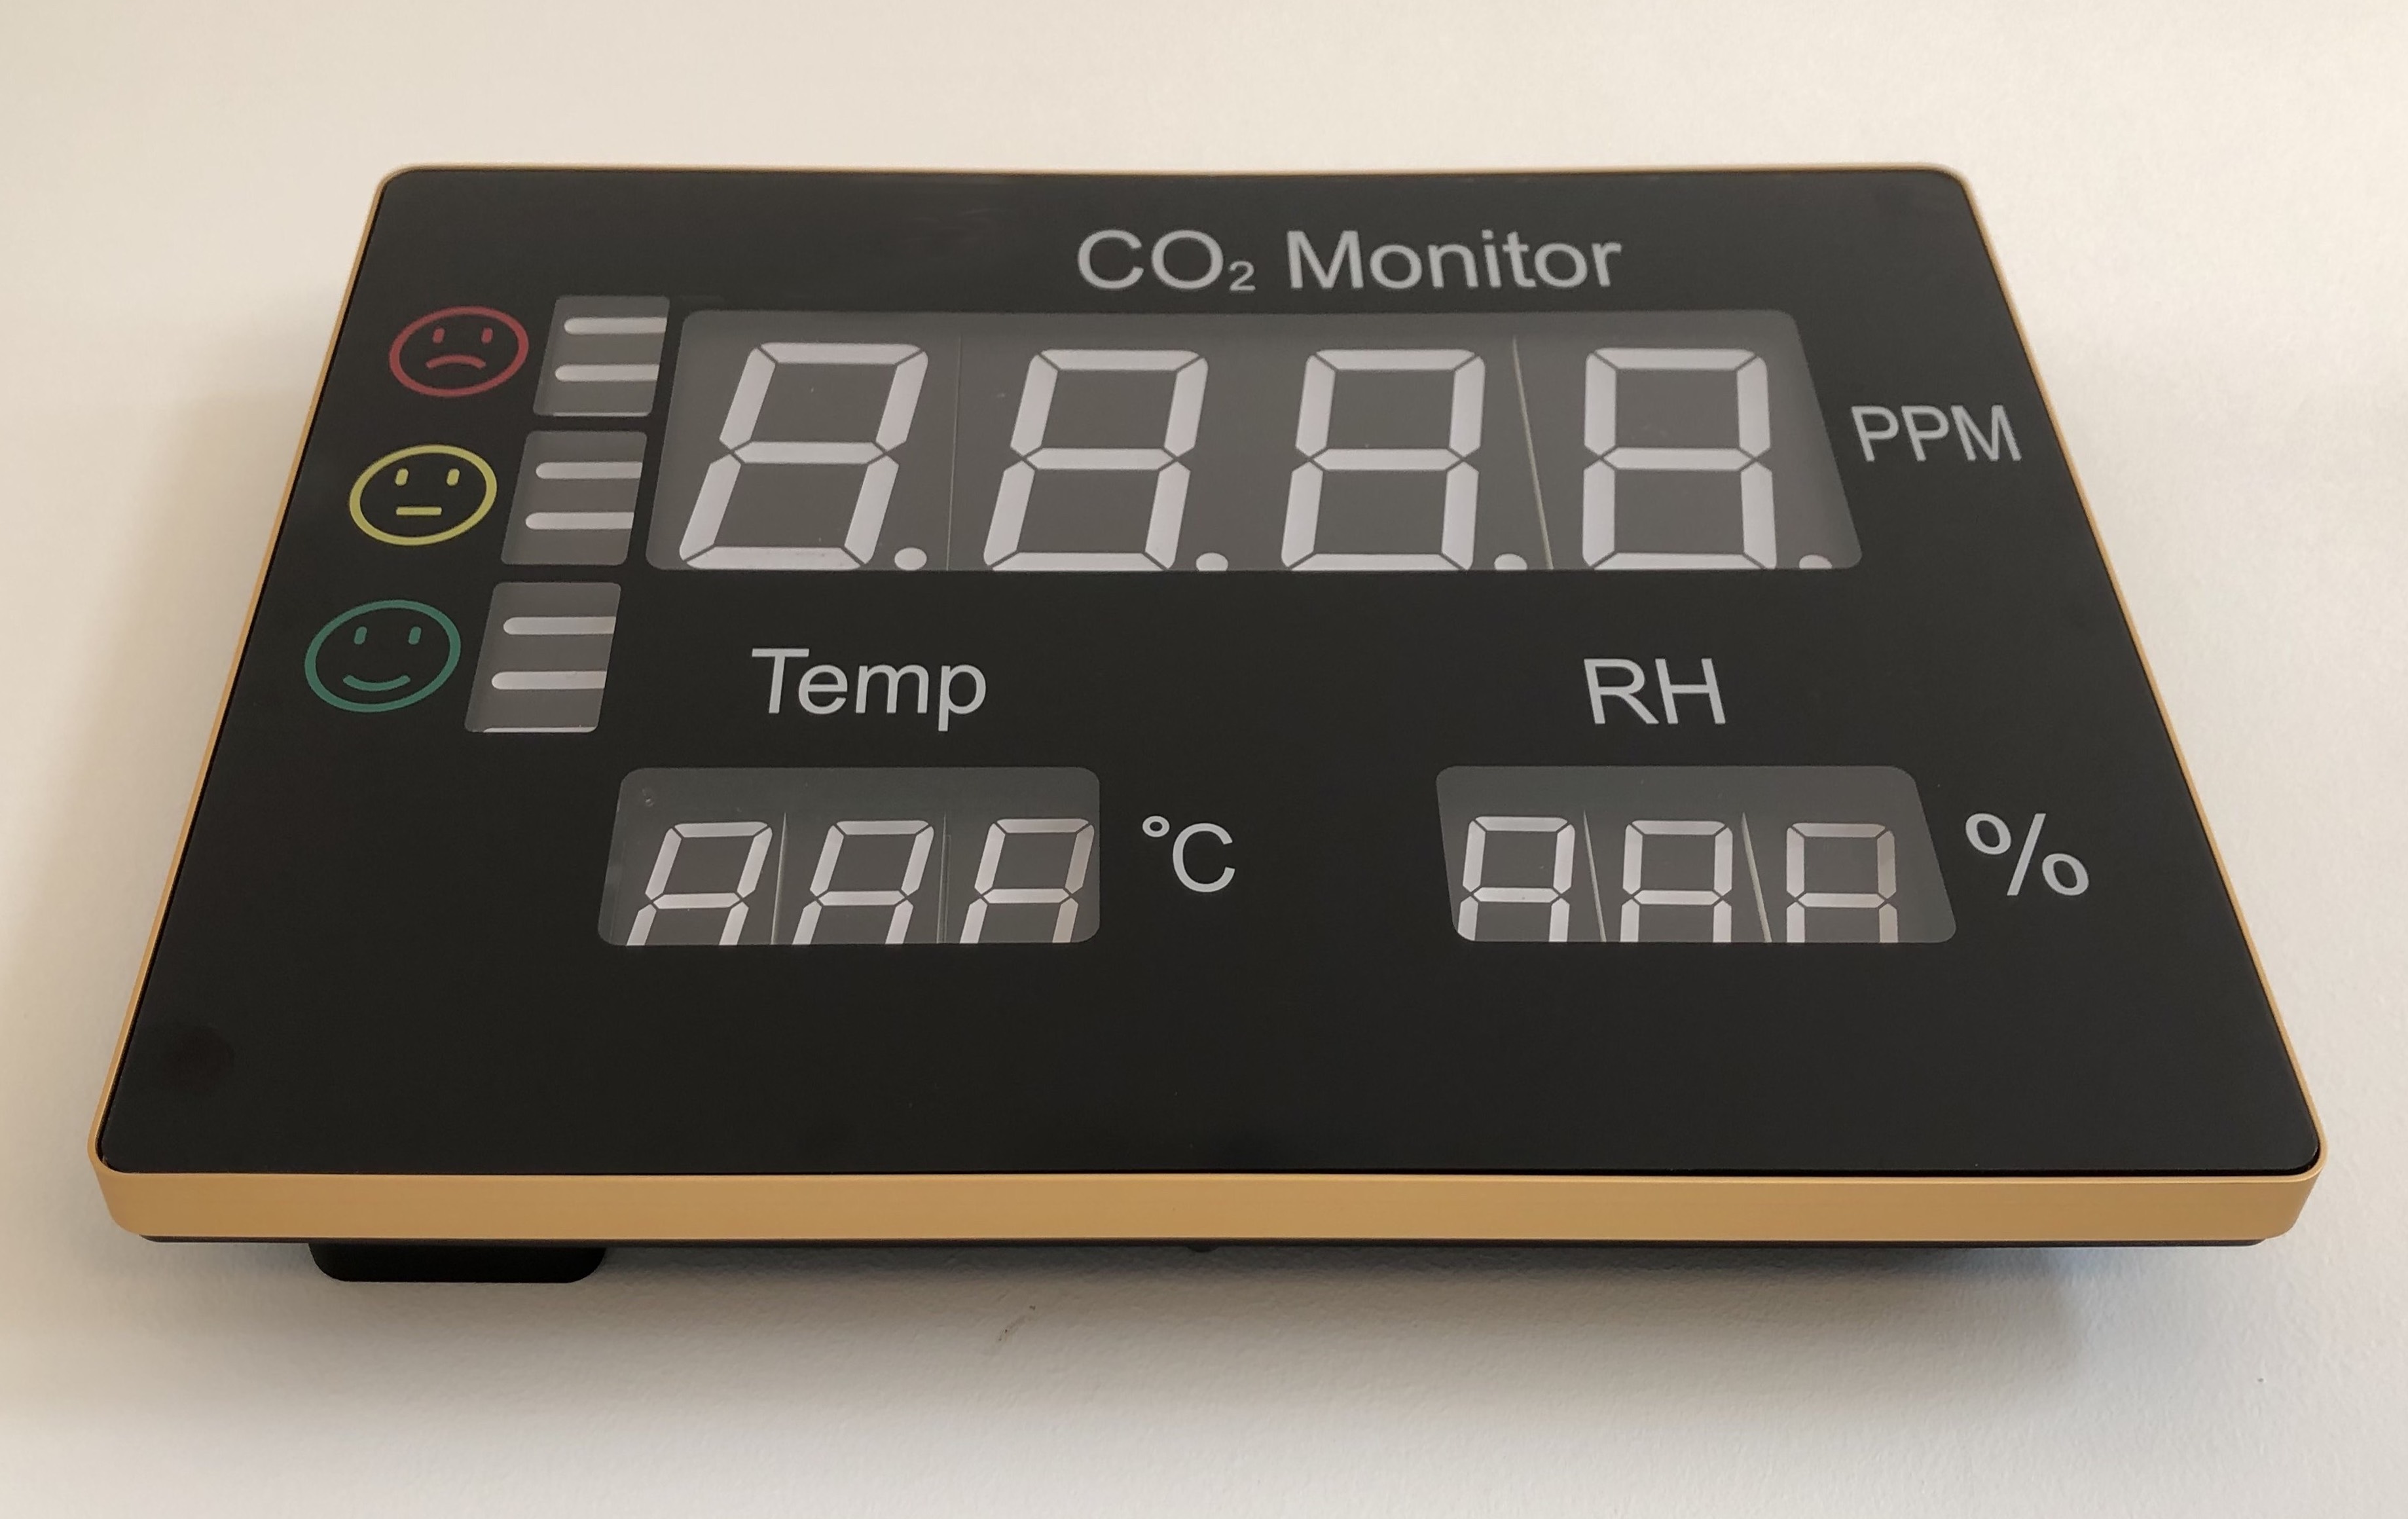 CO₂ Monitor
PPM
Temp
RH
°C
%